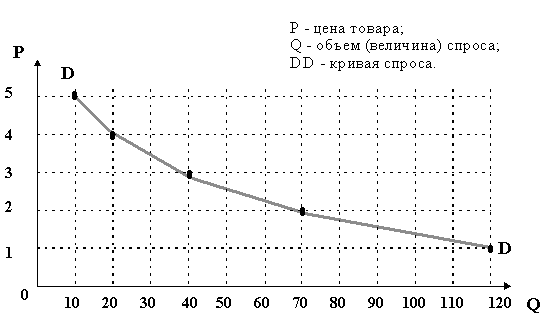 P - цена товара;
Q - объем (величина) спроса;
DD - кривая спроса.
P
D
5
4
3
2
1
D
0
10 20 30 40 50 60 70 80 90 100 110 120 Q